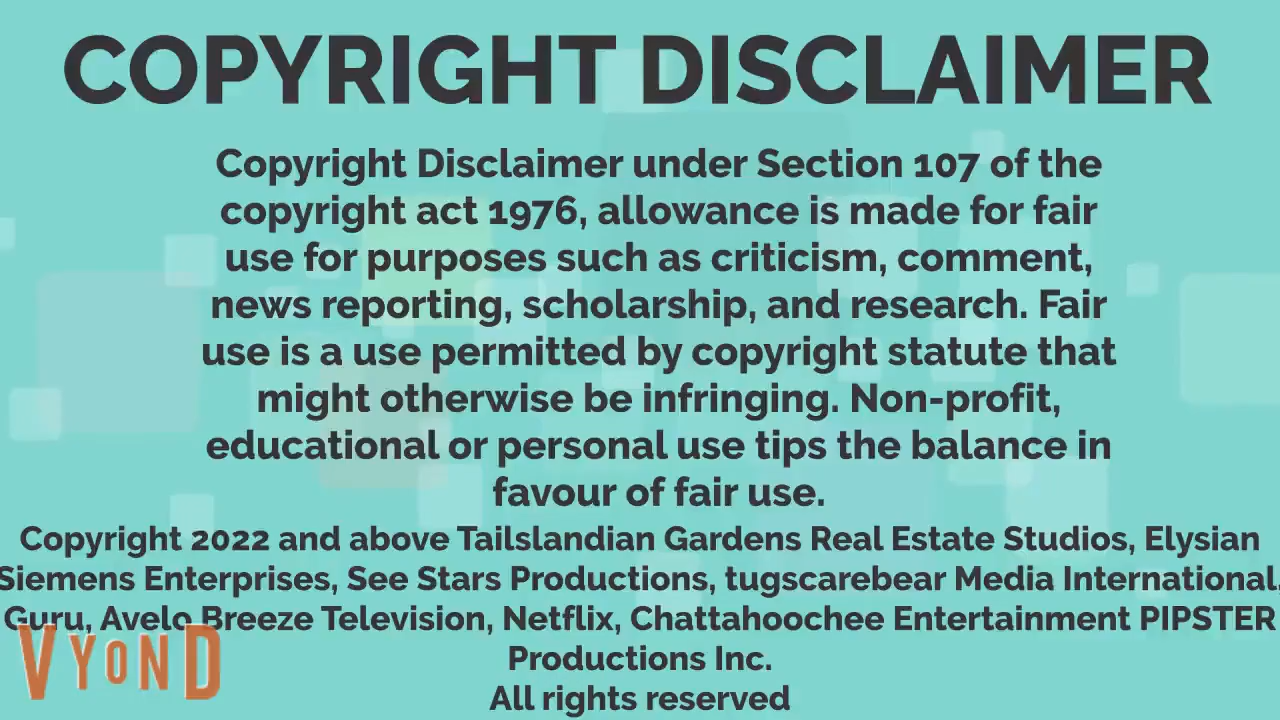 COPYRIGHT DISCLAIMER
Copyright Disclaimer under Section 107 of the
copyright act 1976, allowance is made for fair
use for purposes such as criticism, comment,
news reporting, scholarship, and research. Fair
use is a use permitted by copyright statute that
might otherwise be infringing. Non-profit,
educational or personal use tips the balance in
favour of fair use.
Copyright 2022 and above Tailslandian Gardens Real Estate Studios, Elysian
Siemens Enterprises, See Stars Productions, tugscarebear Media International,
Guru, Avelo Breeze Television, Netflix, Chattahoochee Entertainment PIPSTER
Productions Inc.
All rights reserved
VYOND